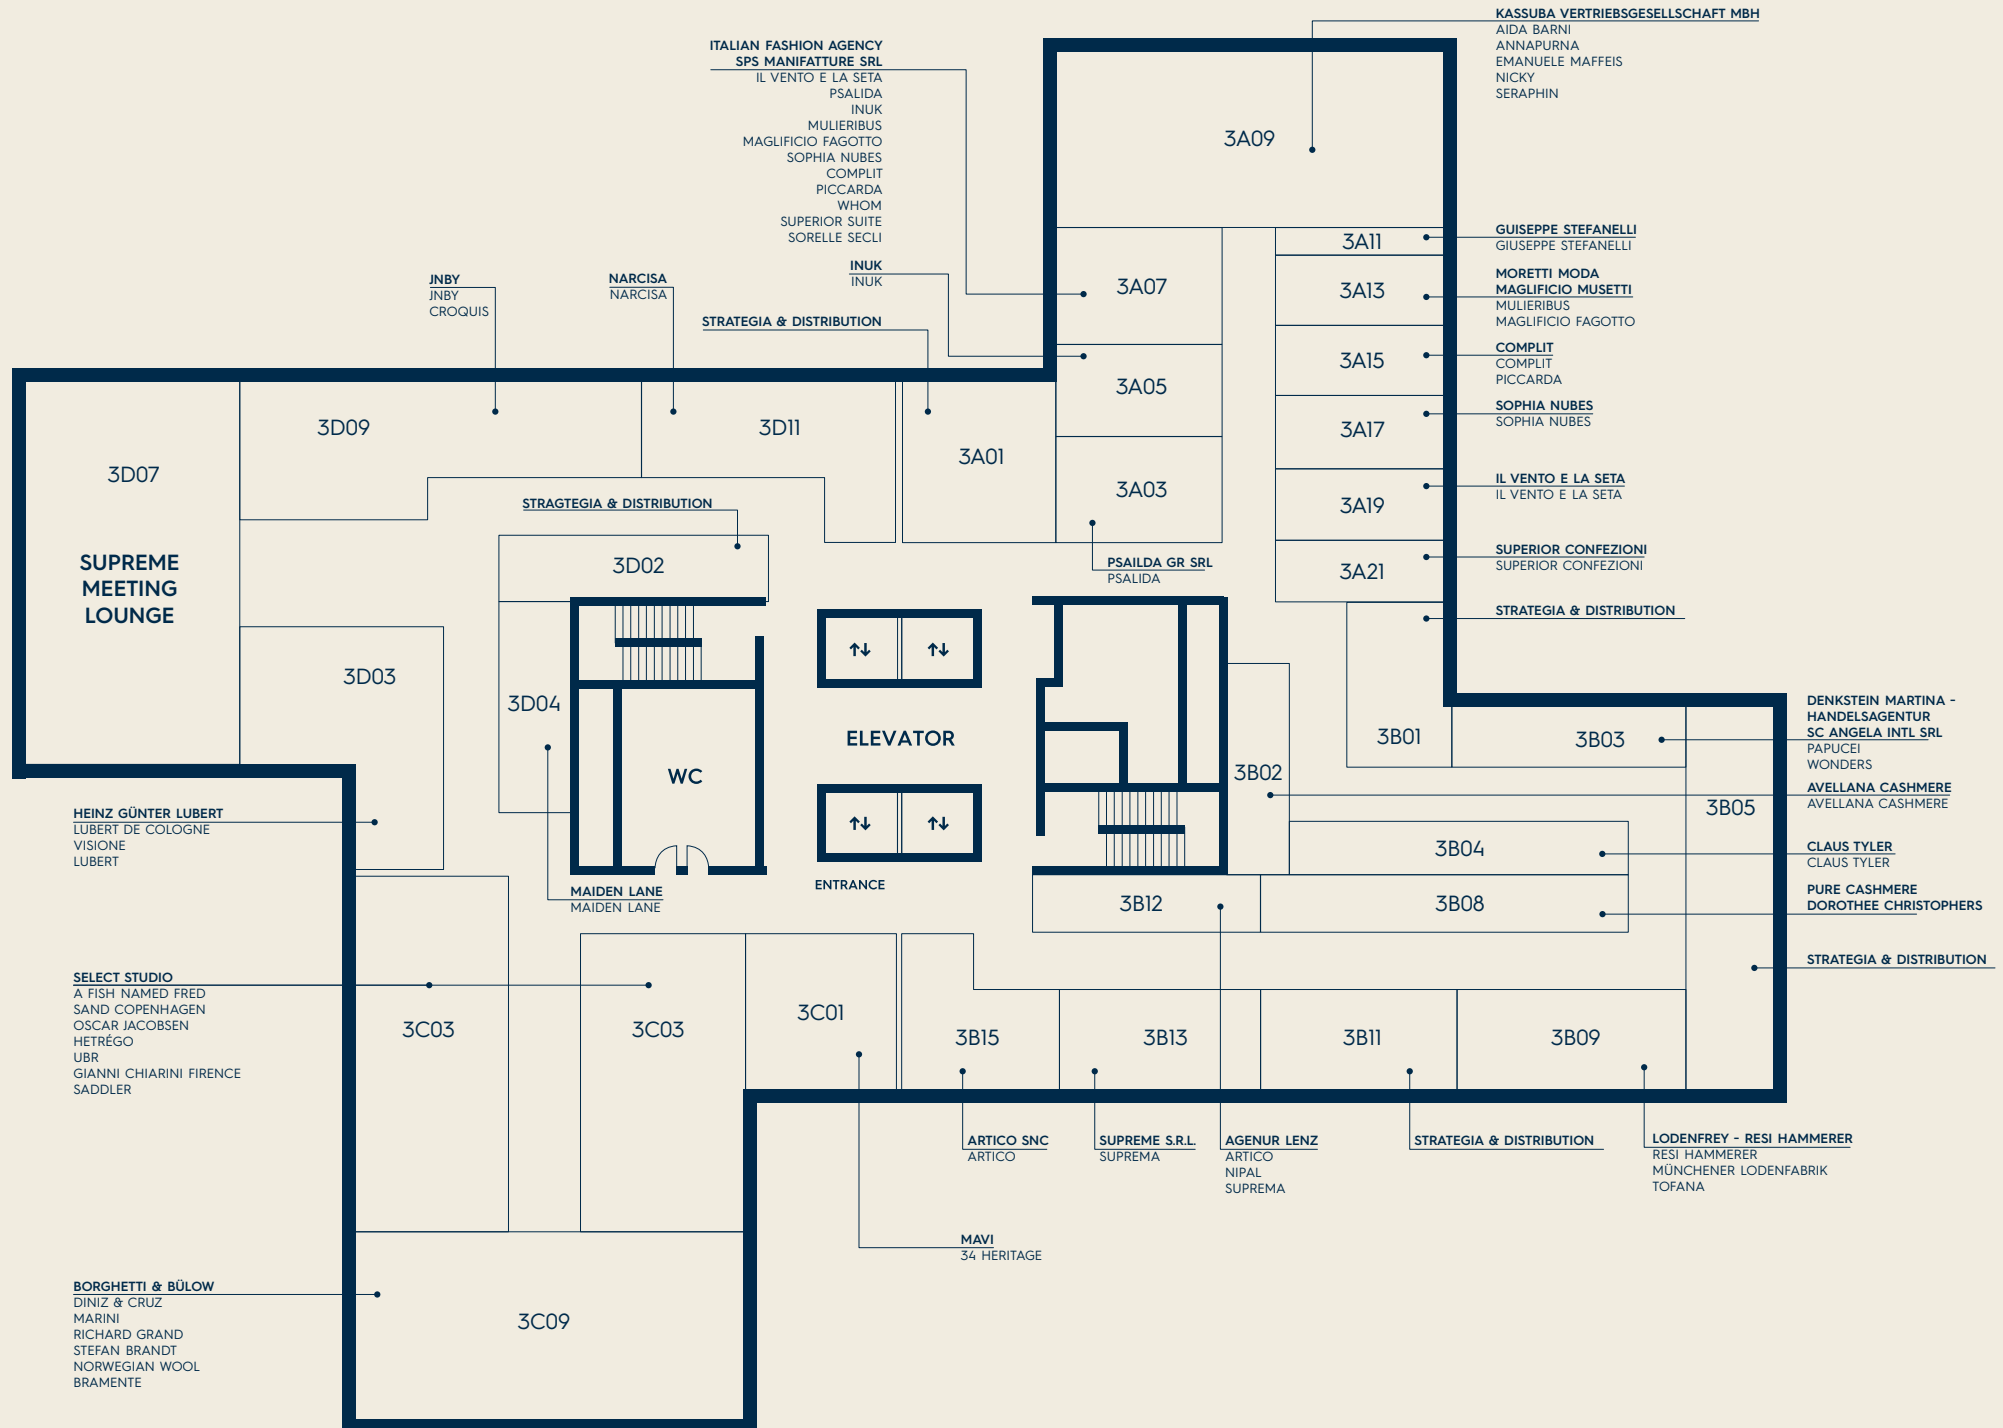 KASSUBA VERTRIEBSGESELLSCHAFT MBH
AIDA BARNI
ANNAPURNA
EMANUELE MAFFEIS
NICKY
SERAPHIN
ITALIAN FASHION AGENCY
SPS MANIFATTURE SRL
IL VENTO E LA SETA
PSALIDA
INUK
MULIERIBUS
MAGLIFICIO FAGOTTO
SOPHIA NUBES
COMPLIT
PICCARDA
WHOM
SUPERIOR SUITE
SORELLE SECLI
INUK
INUK
JNBY
JNBY
CROQUIS
NARCISA
NARCISA
STRATEGIA & DISTRIBUTION
3A09
3A11
3A07
3A13
3A05
3A15
3A03
3A17
3A01
3A19
3A21
GUISEPPE STEFANELLI
GIUSEPPE STEFANELLI
MORETTI MODA
MAGLIFICIO MUSETTI
MULIERIBUS
MAGLIFICIO FAGOTTO
COMPLIT
COMPLIT
PICCARDA
SOPHIA NUBES
SOPHIA NUBES
IL VENTO E LA SETA
IL VENTO E LA SETA
SUPERIOR CONFEZIONI
SUPERIOR CONFEZIONI
STRATEGIA & DISTRIBUTION
3D09
3D11
3D07
SUPREME
MEETING
LOUNGE
STRAGTEGIA & DISTRIBUTION
3D02
PSAILDA GR SRL
PSALIDA
3D03
3D04
WC
ELEVATOR
ENTRANCE
3B01
3B03
3B02
3B05
3B04
3B12
3B08
DENKSTEIN MARTINA -
HANDELSAGENTUR
SC ANGELA INTL SRL
PAPUCEI
WONDERS
AVELLANA CASHMERE
AVELLANA CASHMERE
CLAUS TYLER
CLAUS TYLER
PURE CASHMERE
DOROTHEE CHRISTOPHERS
STRATEGIA & DISTRIBUTION
HEINZ GÜNTER LUBERT
LUBERT DE COLOGNE
VISIONE
LUBERT
MAIDEN LANE
MAIDEN LANE
SELECT STUDIO
A FISH NAMED FRED
SAND COPENHAGEN
OSCAR JACOBSEN
HETRÉGO
UBR
GIANNI CHIARINI FIRENCE
SADDLER
3C03
3C03
3C01
3B15
3B13
3B11
3B09
ARTICO SNC
ARTICO
SUPREME S.R.L.
SUPREMA
AGENUR LENZ
ARTICO
NIPAL
SUPREMA
STRATEGIA & DISTRIBUTION
LODENFREY - RESI HAMMERER
RESI HAMMERER
MÜNCHENER LODENFABRIK
TOFANA
MAVI
34 HERITAGE
BORGHETTI & BÜLOW
DINIZ & CRUZ
MARINI
RICHARD GRAND
STEFAN BRANDT
NORWEGIAN WOOL
BRAMENTE
3C09